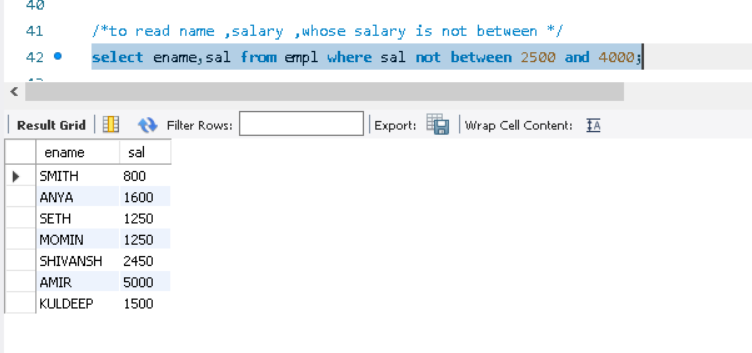 40
41 /*to read name ,salary ,whose salary is not between */
42 select ename,sal from empl where sal not between 2500 and 4000;
Result Grid Filter Rows: Export: Wrap Cell Content: IA
ename sal
SMITH 800
ANYA 1600
SETH 1250
MOMIN 1250
SHIVANSH 2450
AMIR 5000
KULDEEP 1500